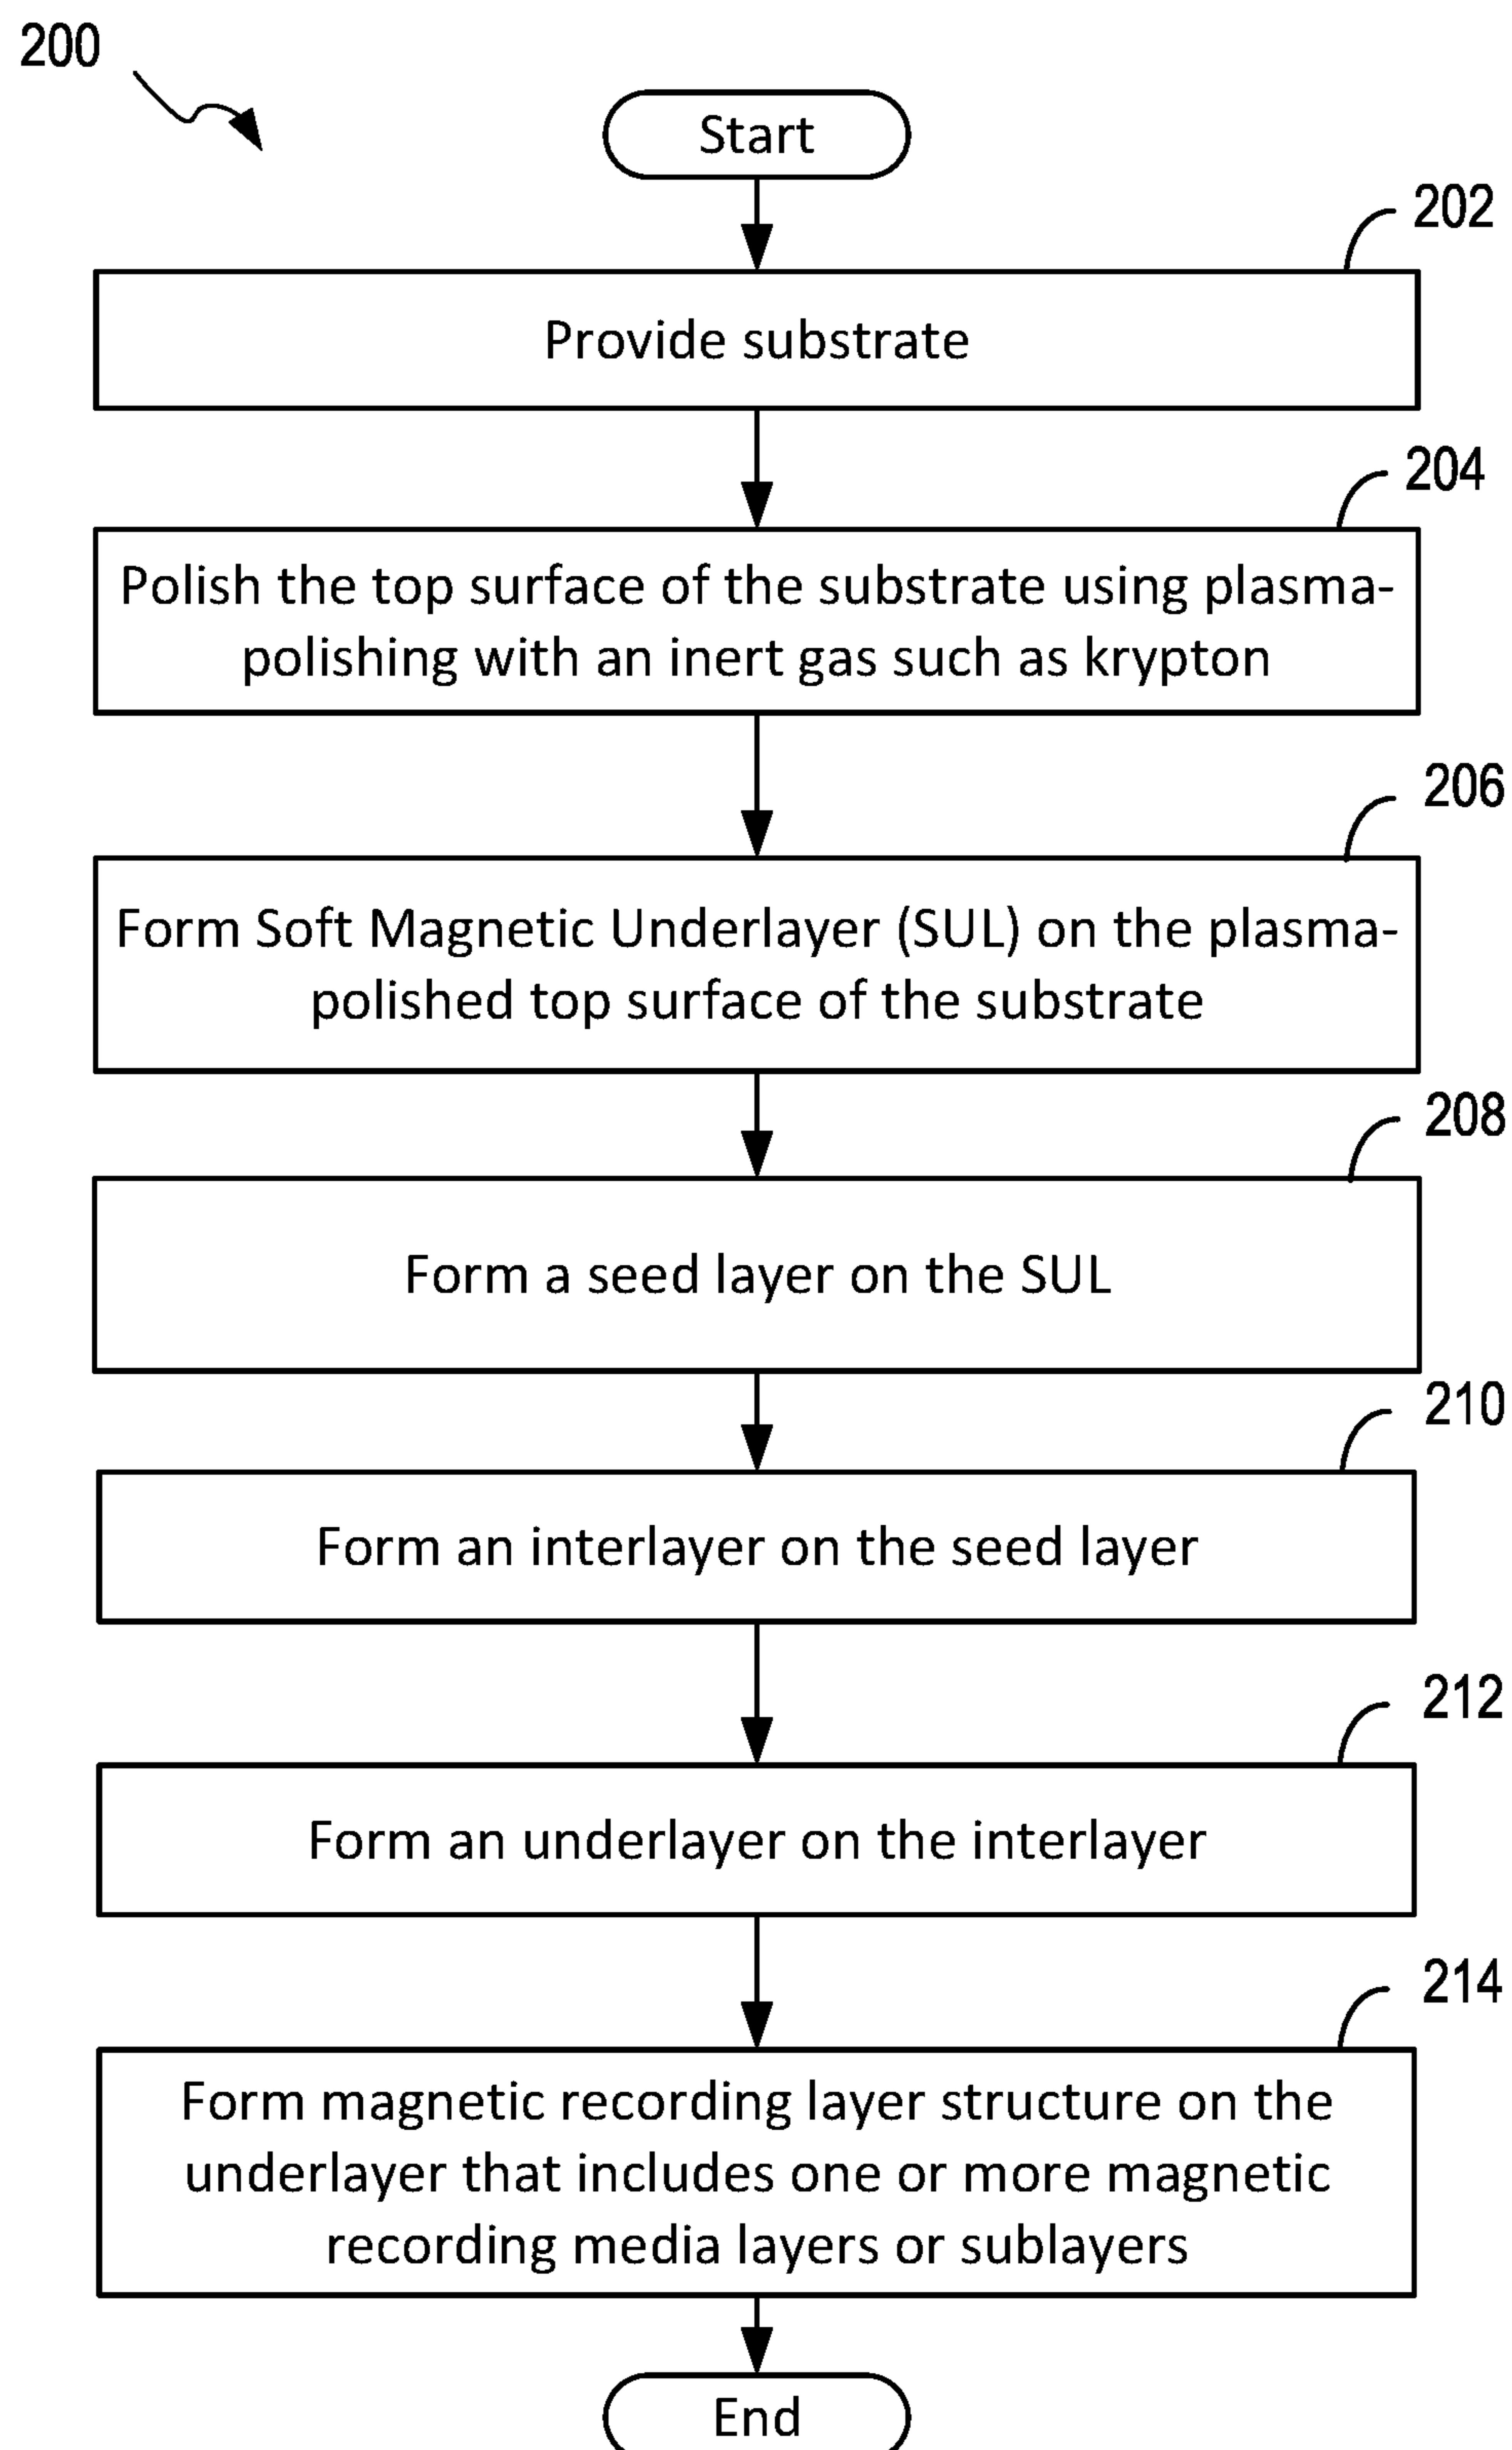 200
Start
202
Provide substrate
204
Polish the top surface of the substrate using plasma-
polishing with an inert gas such as krypton
206
Form Soft Magnetic Underlayer (SUL) on the plasma-
polished top surface of the substrate
208
Form a seed layer on the SUL
210
Form an interlayer on the seed layer
212
Form an underlayer on the interlayer
214
Form magnetic recording layer structure on the
underlayer that includes one or more magnetic
recording media layers or sublayers
End